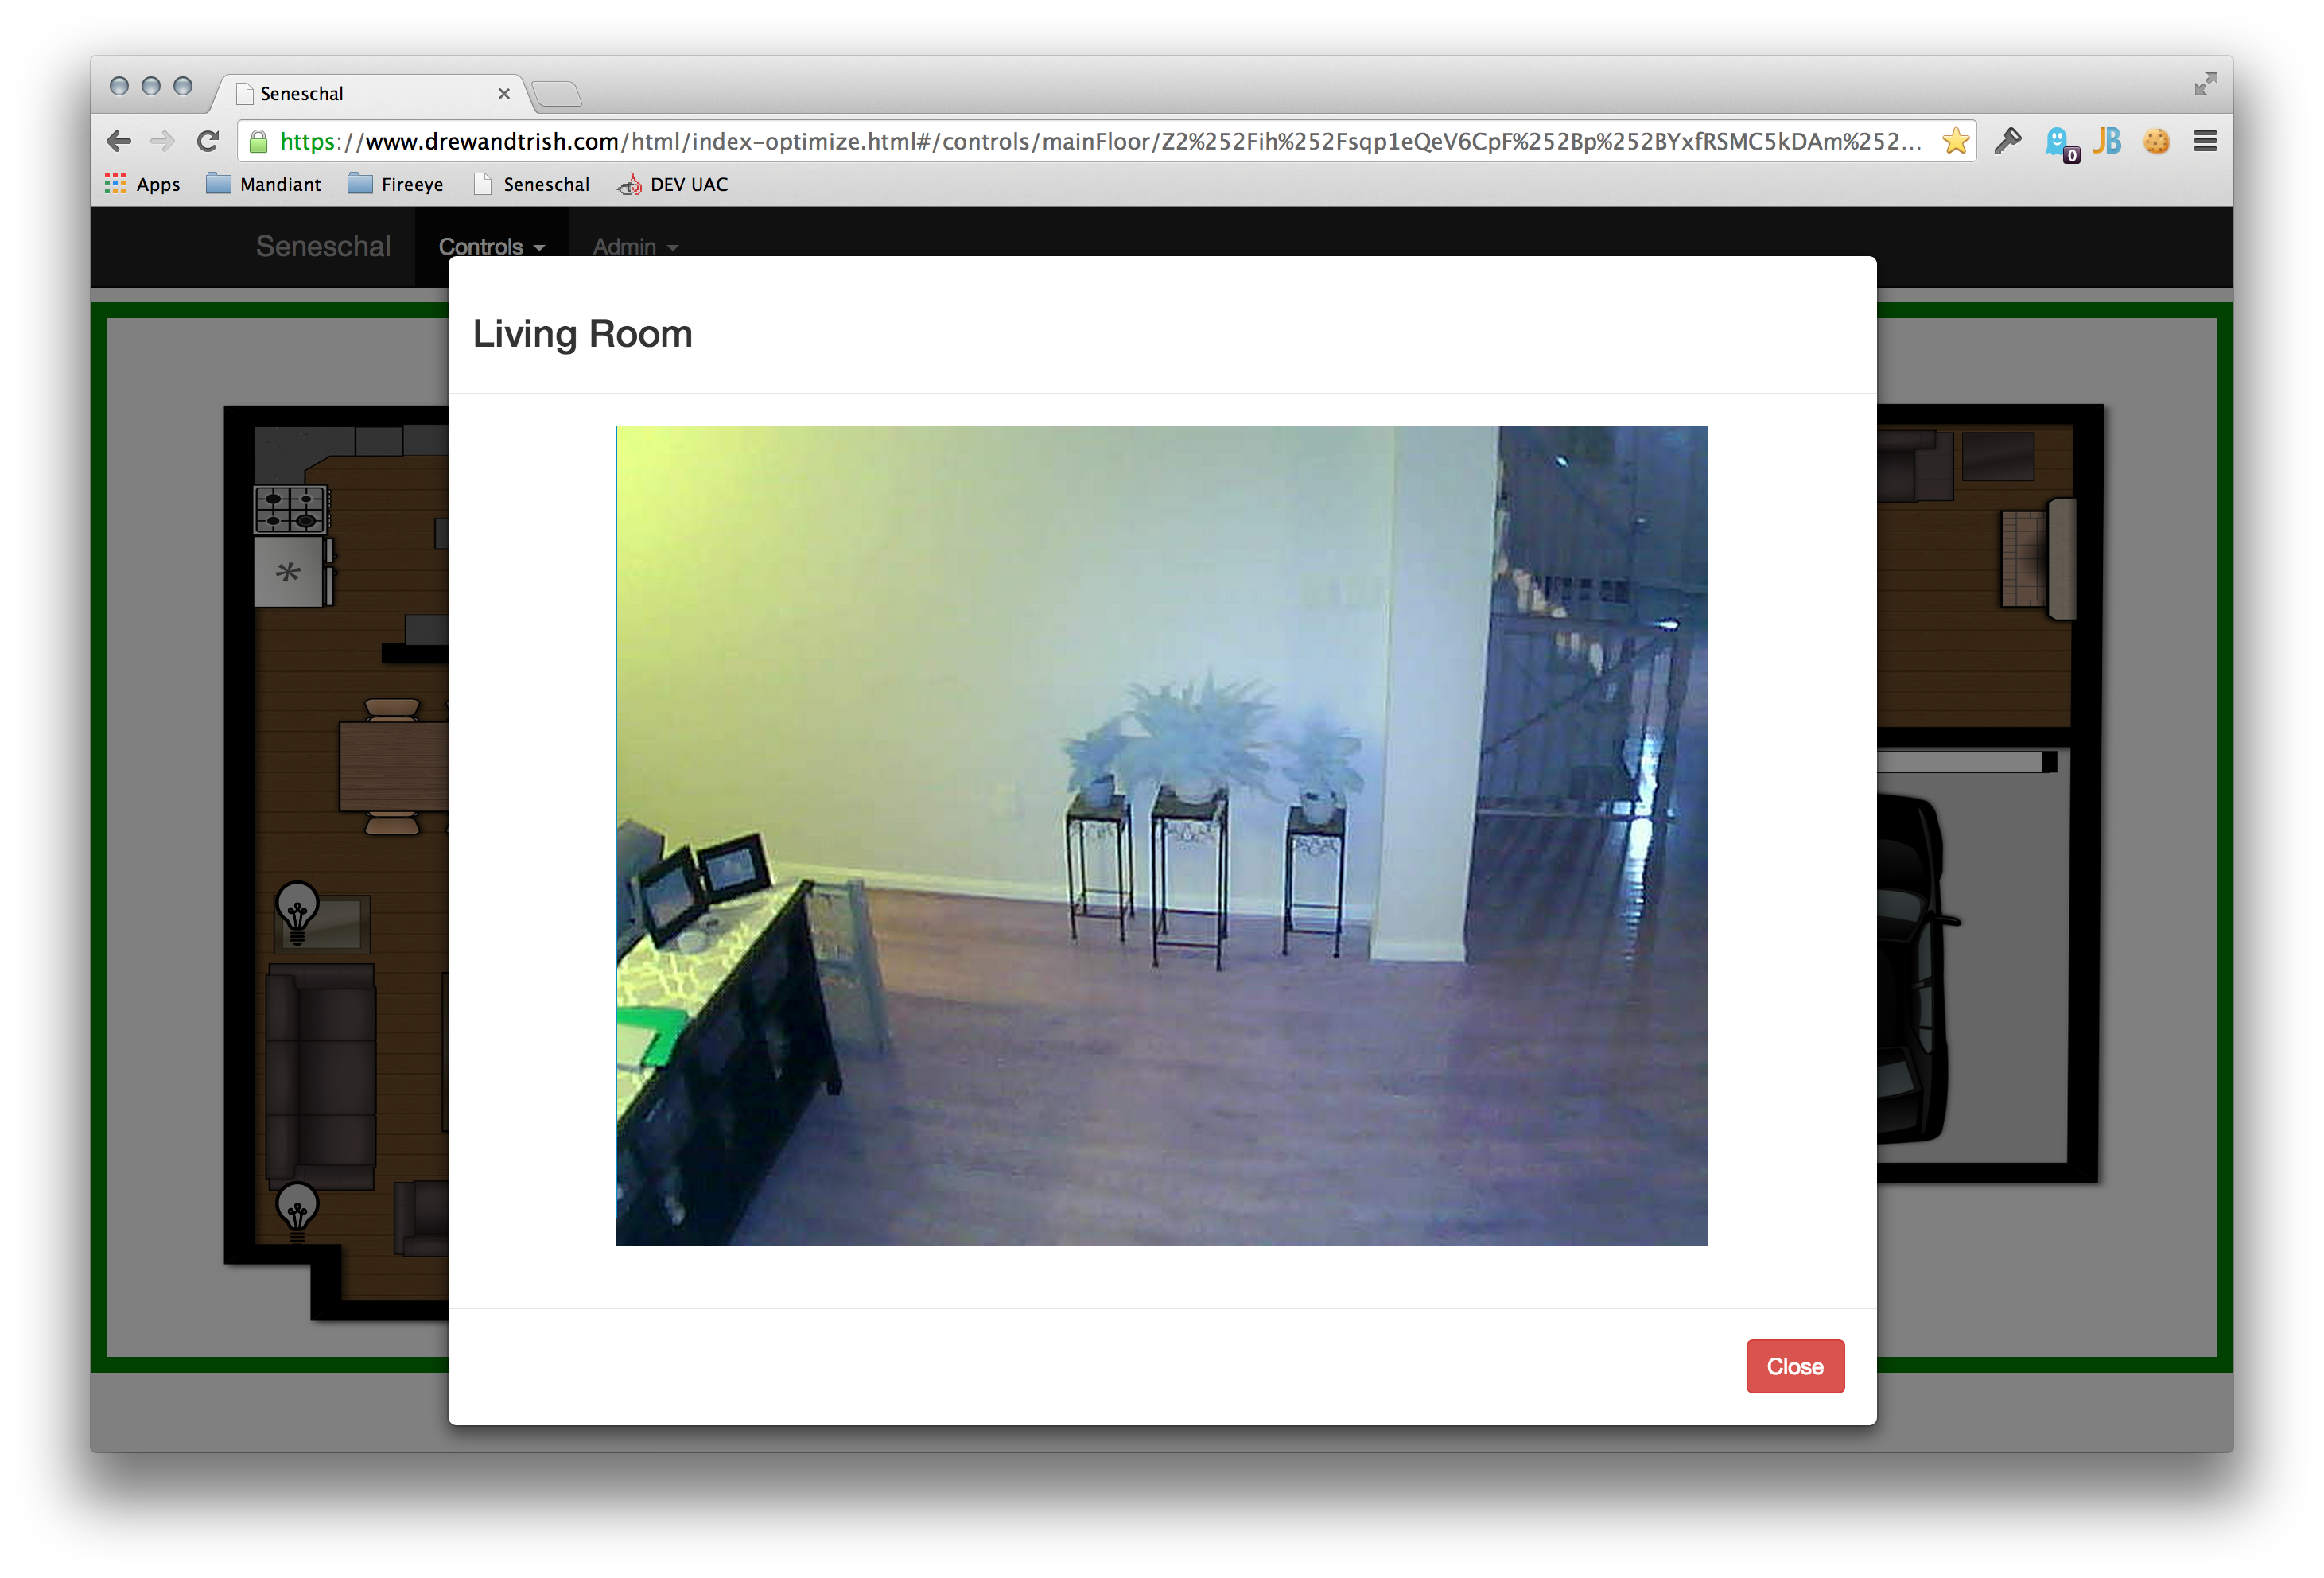 Seneschal
https://www.drewandtrish.com/html/index-optimize.html#/controls/mainFloor/Z2%252Fih%252Fsqp1eQeV6CpF%252Bp%252BYxfRSMC5kDAm%252...
0
JB
Apps Mandiant Fireeye Seneschal DEV UAC
Seneschal Controls Admin
Living Room
*
Close